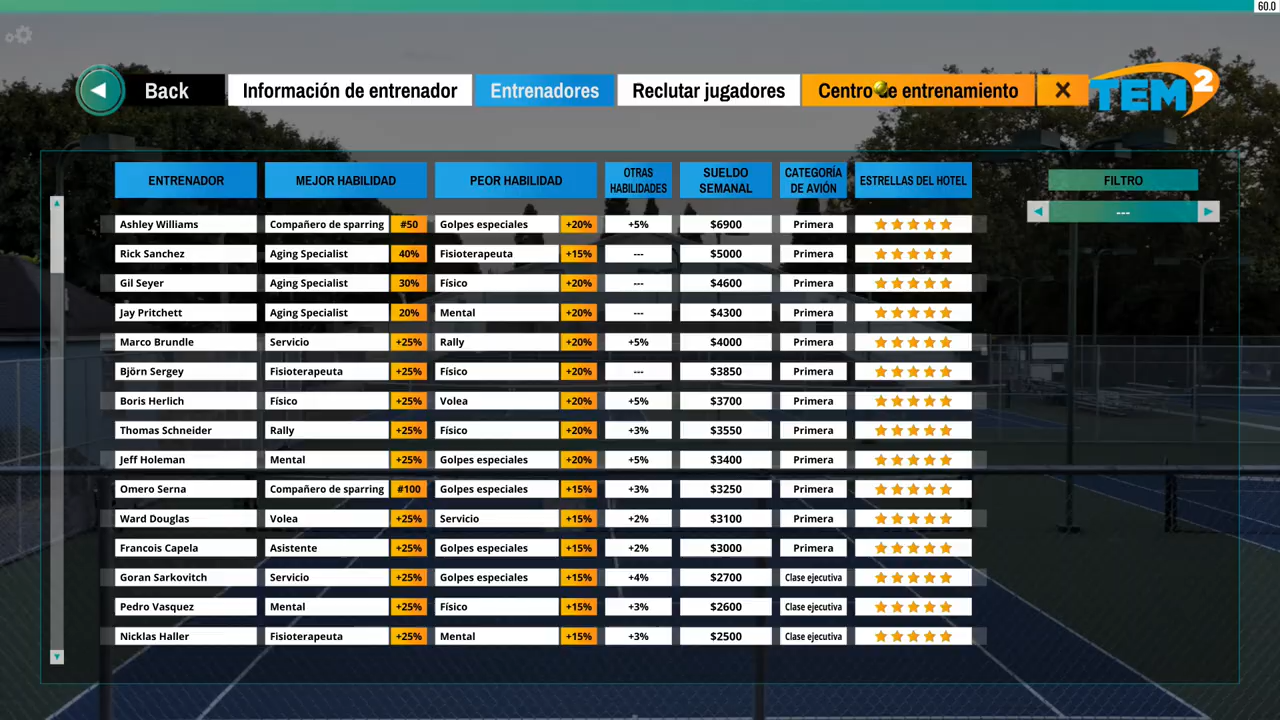 60.0
Back
Información de entrenador
Entrenadores
Reclutar jugadores
Centro de entrenamiento
X
TEM2
ENTRENADOR MEJOR HABILIDAD PEOR HABILIDAD OTRAS HABILIDADES SUELDO SEMANAL CATEGORÍA DE AVIÓN ESTRELLAS DEL HOTEL
FILTRO
---
Ashley Williams Compañero de sparring #50 Golpes especiales +20% +5% $6900 Primera
Rick Sanchez Aging Specialist 40% Fisioterapeuta +15% --- $5000 Primera
Gil Seyer Aging Specialist 30% Físico +20% --- $4600 Primera
Jay Pritchett Aging Specialist 20% Mental +20% --- $4300 Primera
Marco Brundle Servicio +25% Rally +20% +5% $4000 Primera
Björn Sergey Fisioterapeuta +25% Físico +20% --- $3850 Primera
Boris Herlich Físico +25% Volea +20% +5% $3700 Primera
Thomas Schneider Rally +25% Físico +20% +3% $3550 Primera
Jeff Holeman Mental +25% Golpes especiales +20% +5% $3400 Primera
Omero Serna Compañero de sparring #100 Golpes especiales +15% +3% $3250 Primera
Ward Douglas Volea +25% Servicio +15% +2% $3100 Primera
Francois Capela Asistente +25% Golpes especiales +15% +2% $3000 Primera
Goran Sarkovitch Servicio +25% Golpes especiales +15% +4% $2700 Clase ejecutiva
Pedro Vasquez Mental +25% Físico +15% +3% $2600 Clase ejecutiva
Nicklas Haller Fisioterapeuta +25% Mental +15% +3% $2500 Clase ejecutiva